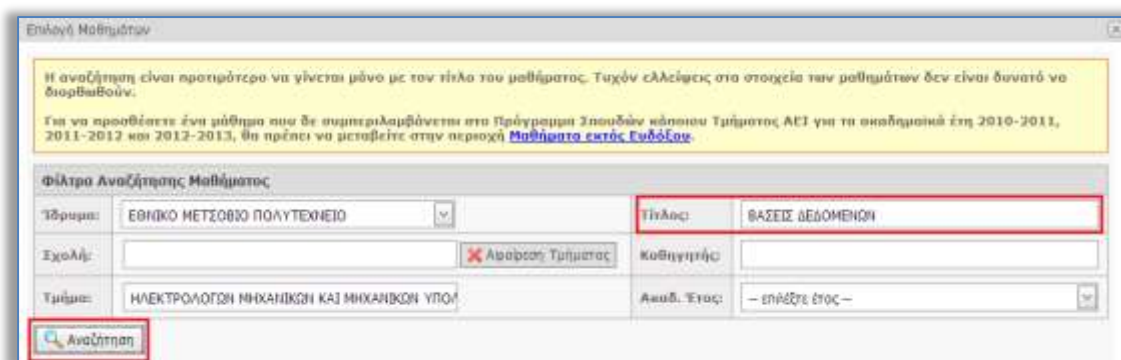 Επιλογή Μαθημάτων
Η αναζήτηση είναι προτιμότερο να γίνεται μόνο με τον τίτλο του μαθήματος. Τυχόν ελλείψεις στα στοιχεία των μαθημάτων δεν είναι δυνατό να
διορθωθούν.
Για να προσθέσετε ένα μάθημα που δε συμπεριλαμβάνεται στο Πρόγραμμα Σπουδών κάποιου Τμήματος ΑΕΙ για τα ακαδημαϊκά έτη 2010-2011,
2011-2012 και 2012-2013, θα πρέπει να μεταβείτε στην περιοχή Μαθήματα εκτός Ευδόξου.
Φίλτρα Αναζήτησης Μαθήματος
Ίδρυμα: ΕΘΝΙΚΟ ΜΕΤΣΟΒΙΟ ΠΟΛΥΤΕΧΝΕΙΟ Τίτλος: ΒΑΣΕΙΣ ΔΕΔΟΜΕΝΩΝ
Σχολή: Αφαίρεση Τμήματος Καθηγητής:
Τμήμα: ΗΛΕΚΤΡΟΛΟΓΩΝ ΜΗΧΑΝΙΚΩΝ ΚΑΙ ΜΗΧΑΝΙΚΩΝ ΥΠΟΛ Ακαδ. Έτος: -- επιλέξτε έτος --
Αναζήτηση